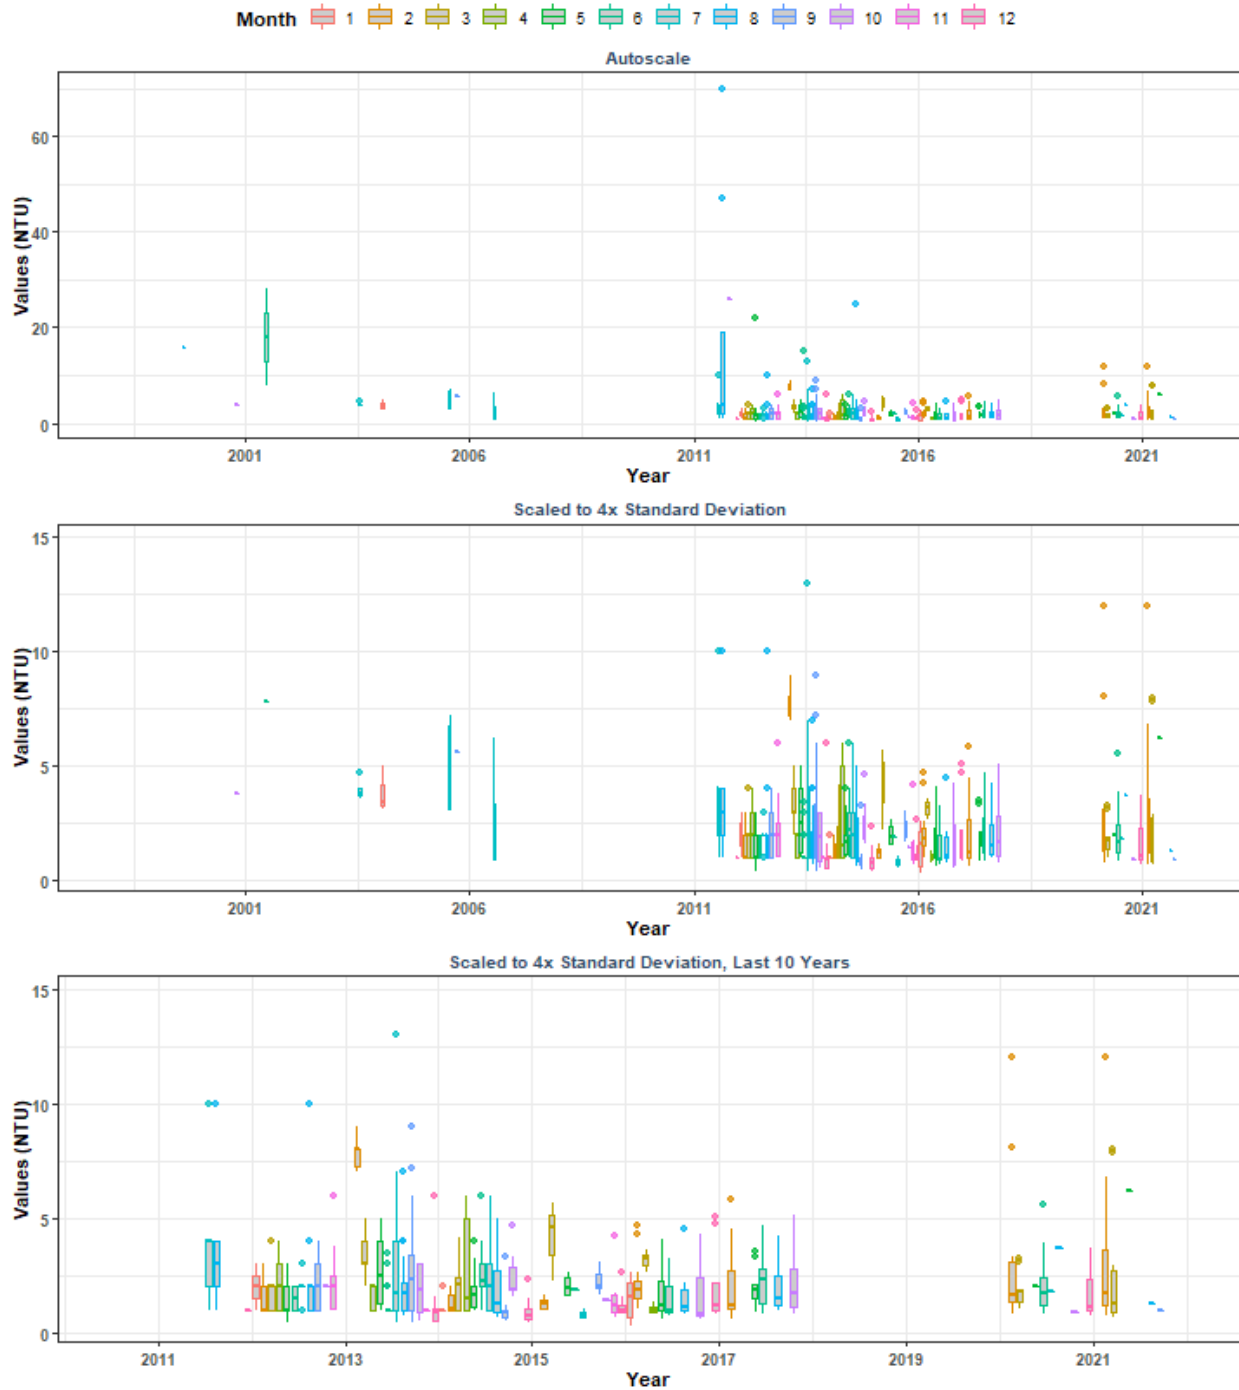 Month 1 2 3 4 5 6 7 8 9 10 11 12
Autoscale
Values (NTU)
60
40
20
0
2001 2006 2011 2016 2021
Year
Scaled to 4x Standard Deviation
Values (NTU)
15
10
5
0
2001 2006 2011 2016 2021
Year
Scaled to 4x Standard Deviation, Last 10 Years
Values (NTU)
15
10
5
0
2011 2013 2015 2017 2019 2021
Year